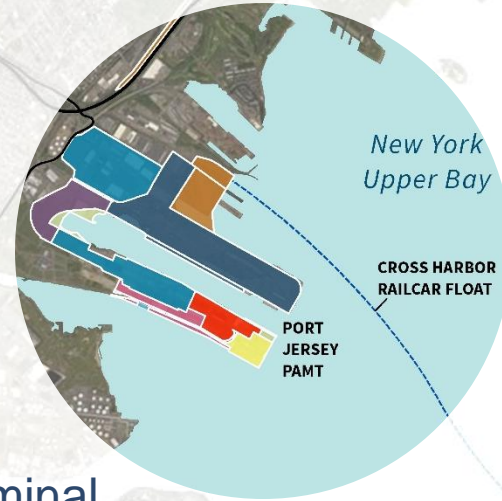 New York
Upper Bay
CROSS HARBOR
RAILCAR FLOAT
PORT
JERSEY
PAMT